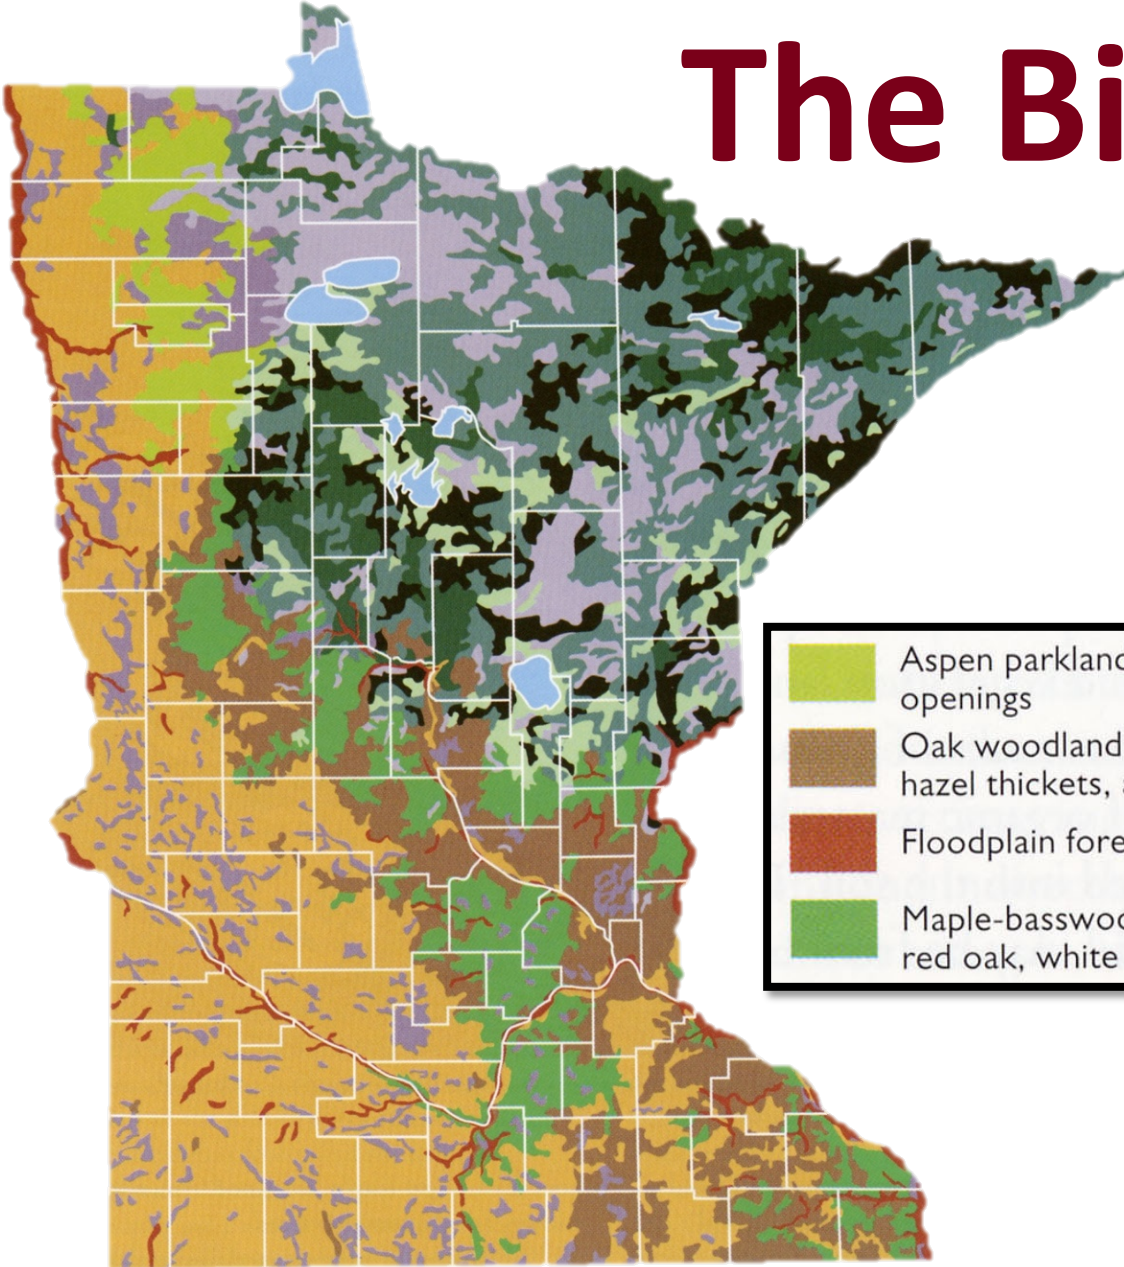 The Bi
Aspen parkland
openings
Oak woodland
hazel thickets,
Floodplain fore
Maple-basswoo
red oak, white